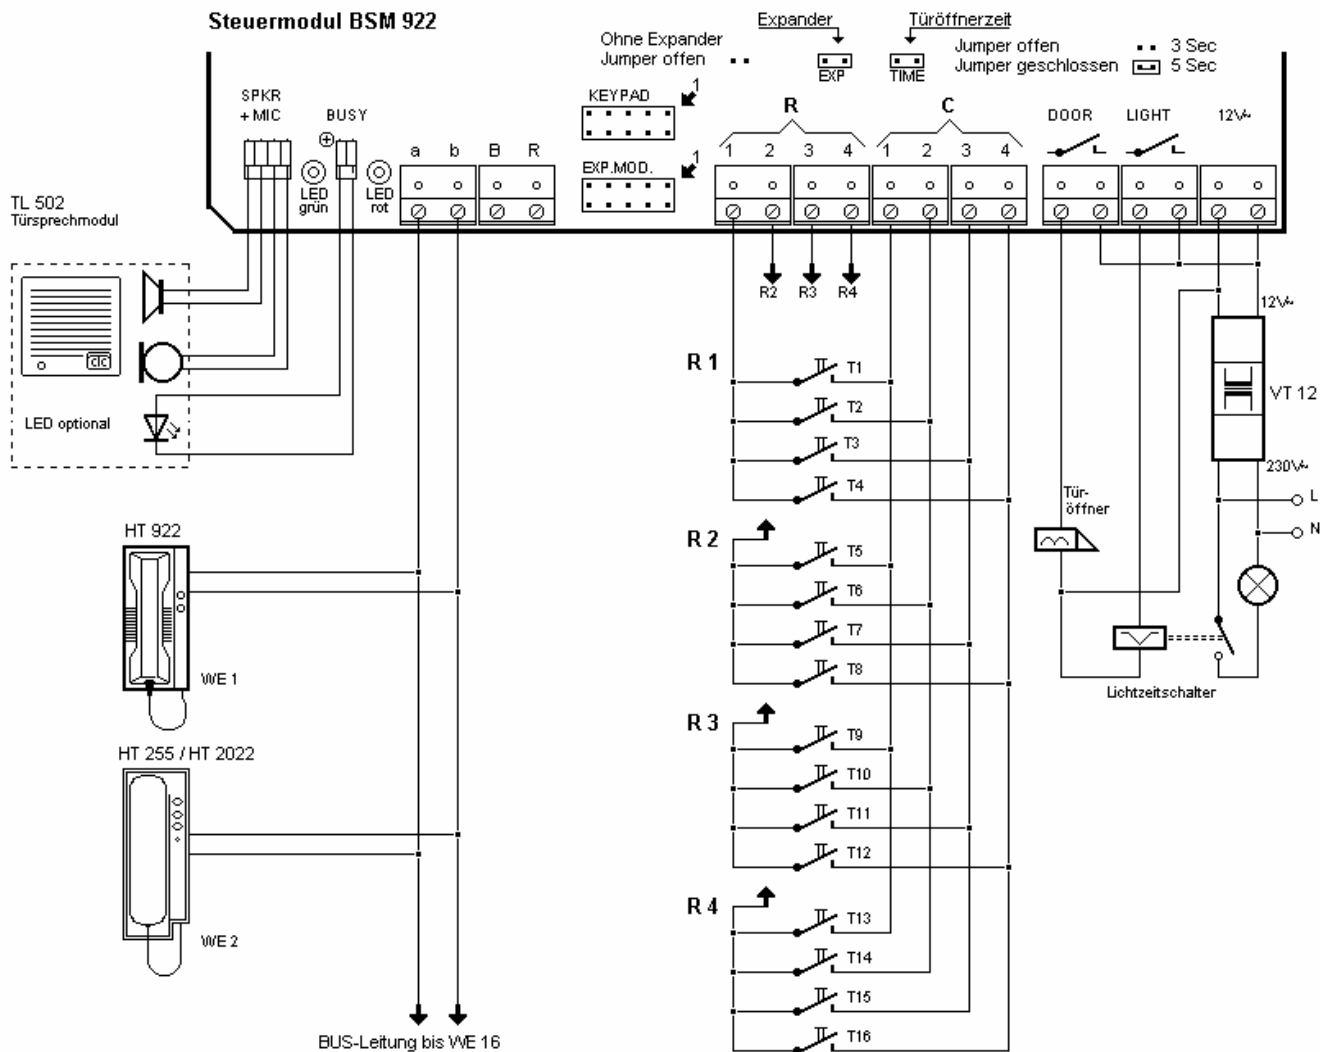 Steuermodul BSM 922
Expander
Türöffnerzeit
Ohne Expander
Jumper offen
EXP
TIME
Jumper offen 3 Sec
Jumper geschlossen 5 Sec
SPKR
+ MIC
BUSY
KEYPAD
1
EXP.MOD.
1
R
C
DOOR
LIGHT
12V~
a b B R
1 2 3 4 1 2 3 4
LED
grün
LED
rot
TL 502
Türsprechmodul
ctc
LED optional
R2 R3 R4
12V~
VT 12
230V~
L
N
R 1
T1
T2
T3
T4
Tür-
öffner
HT 922
WE 1
R 2
T5
T6
T7
T8
Lichtzeitschalter
HT 255 / HT 2022
WE 2
R 3
T9
T10
T11
T12
R 4
T13
T14
T15
T16
BUS-Leitung bis WE 16